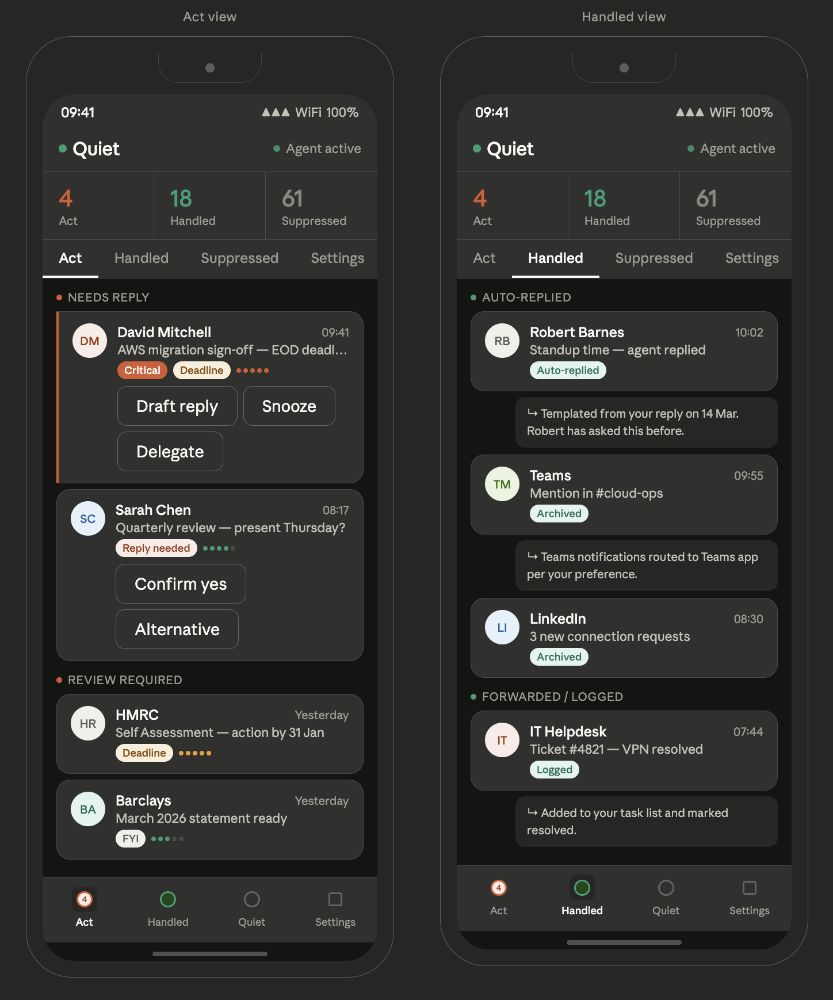 Act view
09:41
▲▲▲ WiFi 100%
Quiet
Agent active
4
Act
18
Handled
61
Suppressed
Act
Handled
Suppressed
Settings
NEEDS REPLY
DM
David Mitchell
09:41
AWS migration sign-off — EOD deadl...
Critical
Deadline
Draft reply
Snooze
Delegate
SC
Sarah Chen
08:17
Quarterly review — present Thursday?
Reply needed
Confirm yes
Alternative
REVIEW REQUIRED
HR
HMRC
Yesterday
Self Assessment — action by 31 Jan
Deadline
BA
Barclays
Yesterday
March 2026 statement ready
FYI
4
Act
Handled
Quiet
Settings
Handled view
09:41
▲▲▲ WiFi 100%
Quiet
Agent active
4
Act
18
Handled
61
Suppressed
Act
Handled
Suppressed
Settings
AUTO-REPLIED
RB
Robert Barnes
10:02
Standup time — agent replied
Auto-replied
↳ Templated from your reply on 14 Mar.
Robert has asked this before.
TM
Teams
09:55
Mention in #cloud-ops
Archived
↳ Teams notifications routed to Teams app
per your preference.
LI
LinkedIn
08:30
3 new connection requests
Archived
FORWARDED / LOGGED
IT
IT Helpdesk
07:44
Ticket #4821 — VPN resolved
Logged
↳ Added to your task list and marked
resolved.
4
Act
Handled
Quiet
Settings